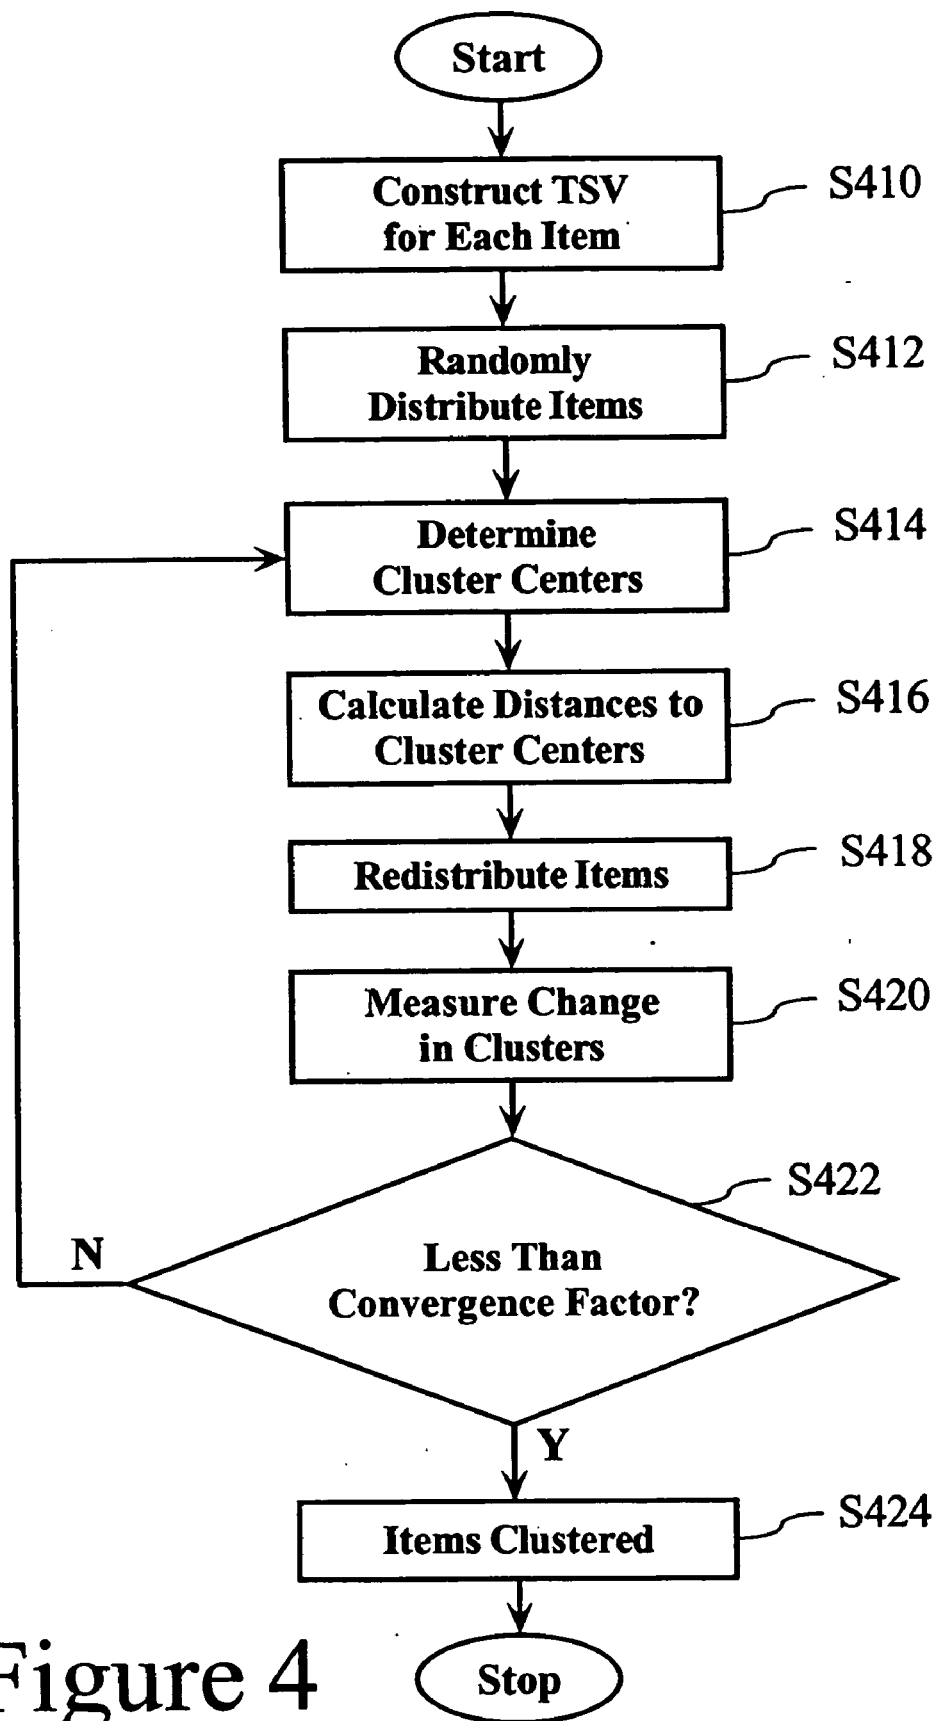 Start
Construct TSV
for Each Item
S410
Randomly
Distribute Items
S412
Determine
Cluster Centers
S414
Calculate Distances to
Cluster Centers
S416
Redistribute Items
S418
Measure Change
in Clusters
S420
S422
Less Than
Convergence Factor?
N
Y
Items Clustered
S424
Stop
Figure 4